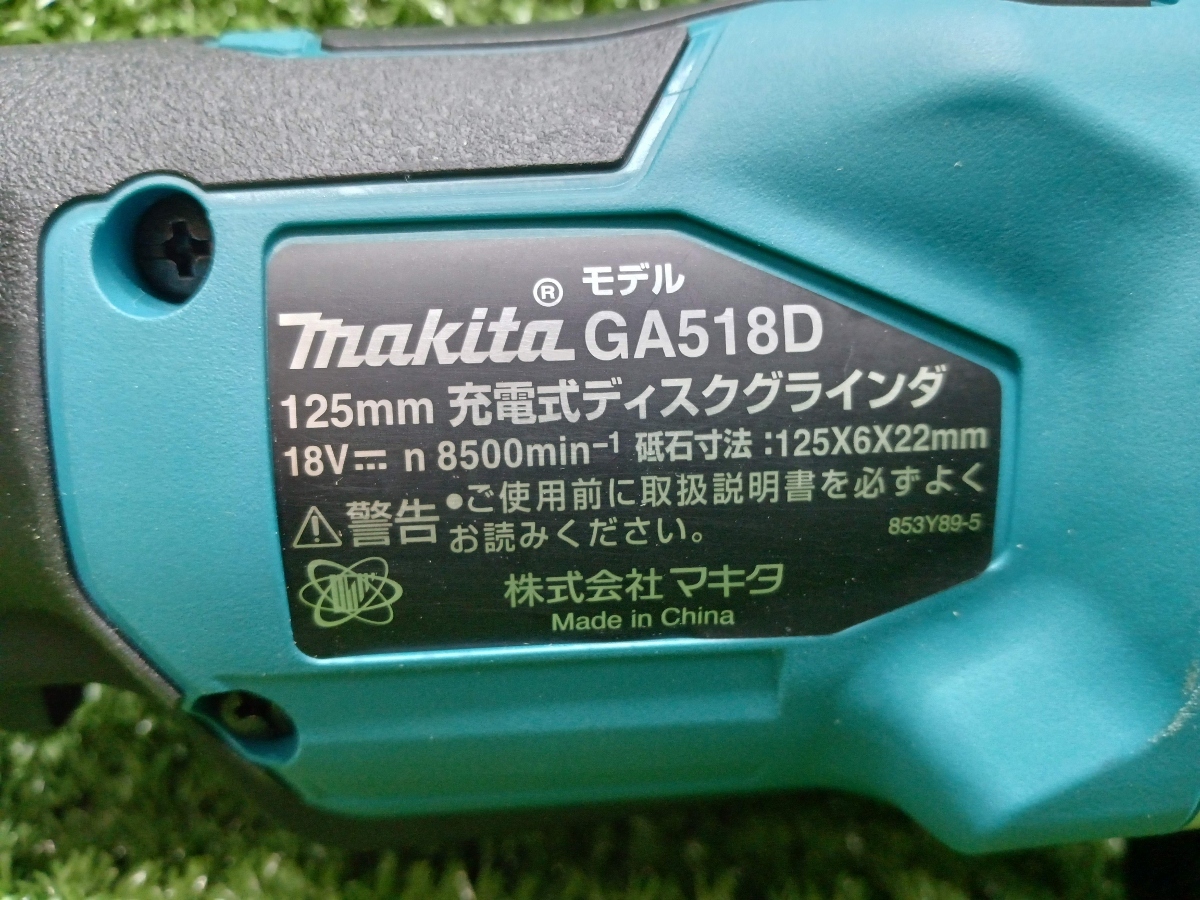 makita® モデル GA518D
125mm 充電式ディスクグラインダ
18V⎓ n 8500min⁻¹ 砥石寸法:125X6X22mm
⚠警告 •ご使用前に取扱説明書を必ずよく
お読みください。
853Y89-5
株式会社 マキタ
Made in China